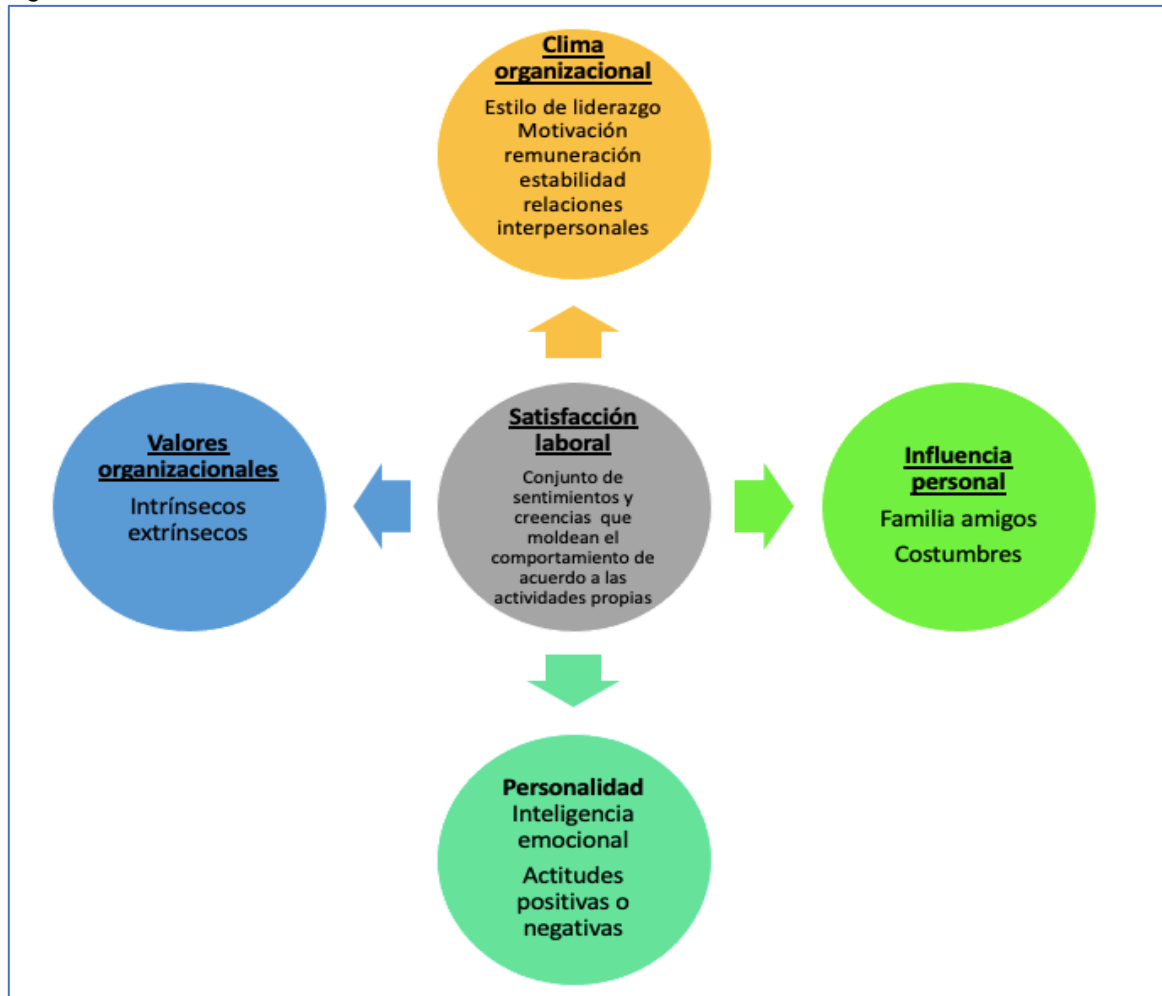 Clima
organizacional
Estilo de liderazgo
Motivación
remuneración
estabilidad
relaciones
interpersonales
Valores
organizacionales
Intrínsecos
extrínsecos
Satisfacción
laboral
Conjunto de
sentimientos y
creencias que
moldean el
comportamiento de
acuerdo a las
actividades propias
Influencia
personal
Familia amigos
Costumbres
Personalidad
Inteligencia
emocional
Actitudes
positivas o
negativas